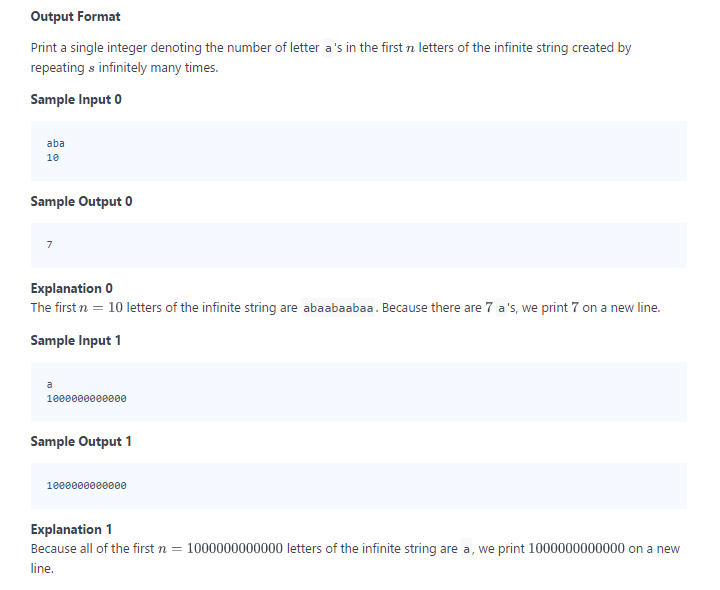 Output Format
Print a single integer denoting the number of letter a's in the first n letters of the infinite string created by
repeating s infinitely many times.
Sample Input 0
aba
10
Sample Output 0
7
Explanation 0
The first n = 10 letters of the infinite string are abaabaabaa. Because there are 7 a's, we print 7 on a new line.
Sample Input 1
a
1000000000000
Sample Output 1
1000000000000
Explanation 1
Because all of the first n = 1000000000000 letters of the infinite string are a, we print 1000000000000 on a new
line.